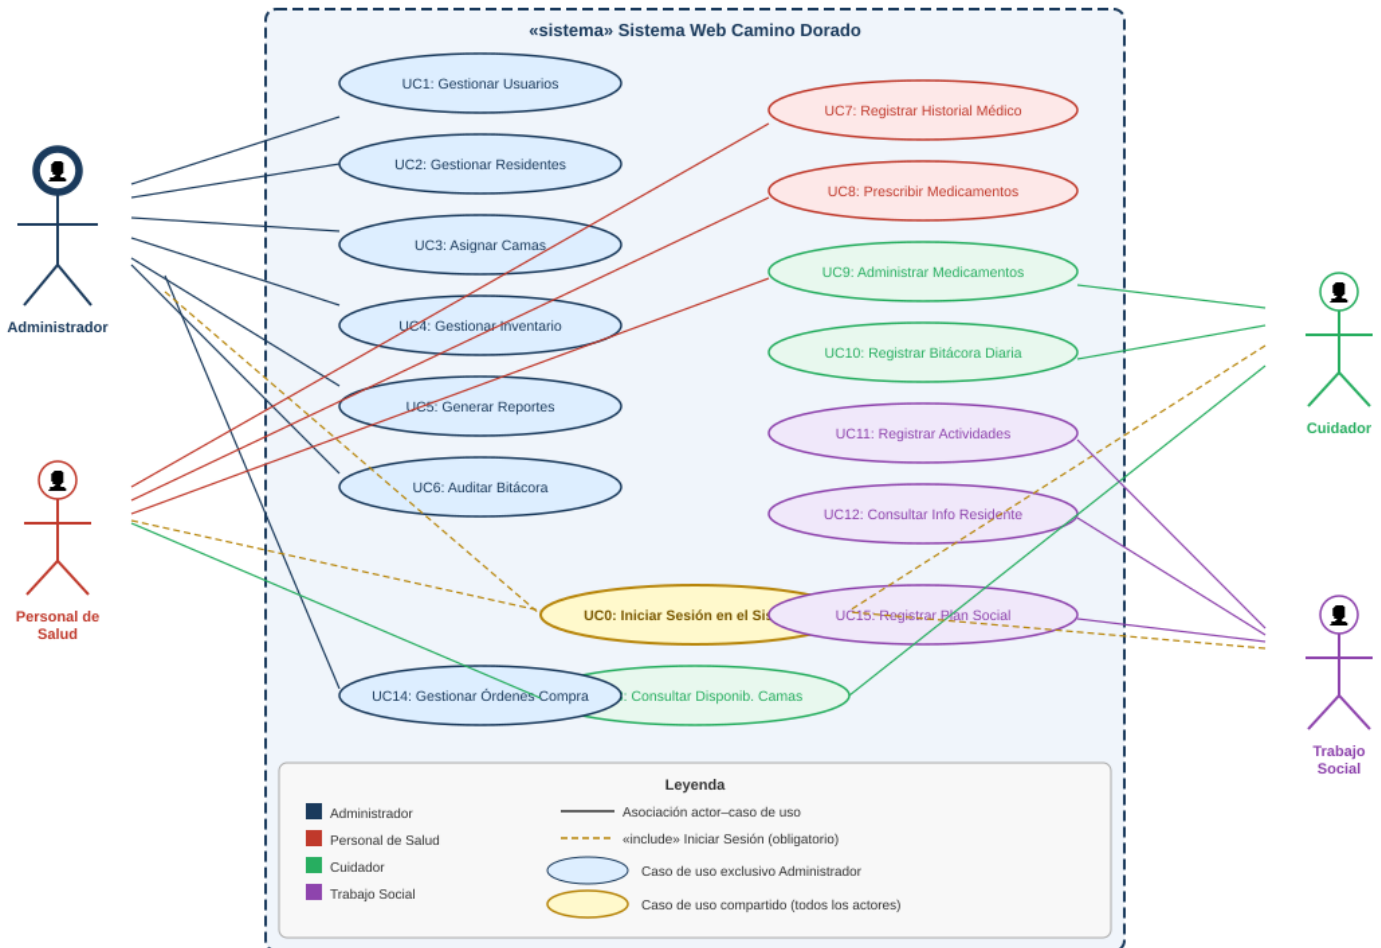 «sistema» Sistema Web Camino Dorado
UC1: Gestionar Usuarios
UC2: Gestionar Residentes
UC3: Asignar Camas
UC4: Gestionar Inventario
UC5: Generar Reportes
UC6: Auditar Bitácora
UC7: Registrar Historial Médico
UC8: Prescribir Medicamentos
UC9: Administrar Medicamentos
UC10: Registrar Bitácora Diaria
UC11: Registrar Actividades
UC12: Consultar Info Residente
UC0: Iniciar Sesión en el Sis
UC15: Registrar Plan Social
UC14: Gestionar Órdenes Compra
: Consultar Disponib. Camas
Administrador
Personal de
Salud
Cuidador
Trabajo
Social
Leyenda
Administrador
Personal de Salud
Cuidador
Trabajo Social
Asociación actor–caso de uso
«include» Iniciar Sesión (obligatorio)
Caso de uso exclusivo Administrador
Caso de uso compartido (todos los actores)